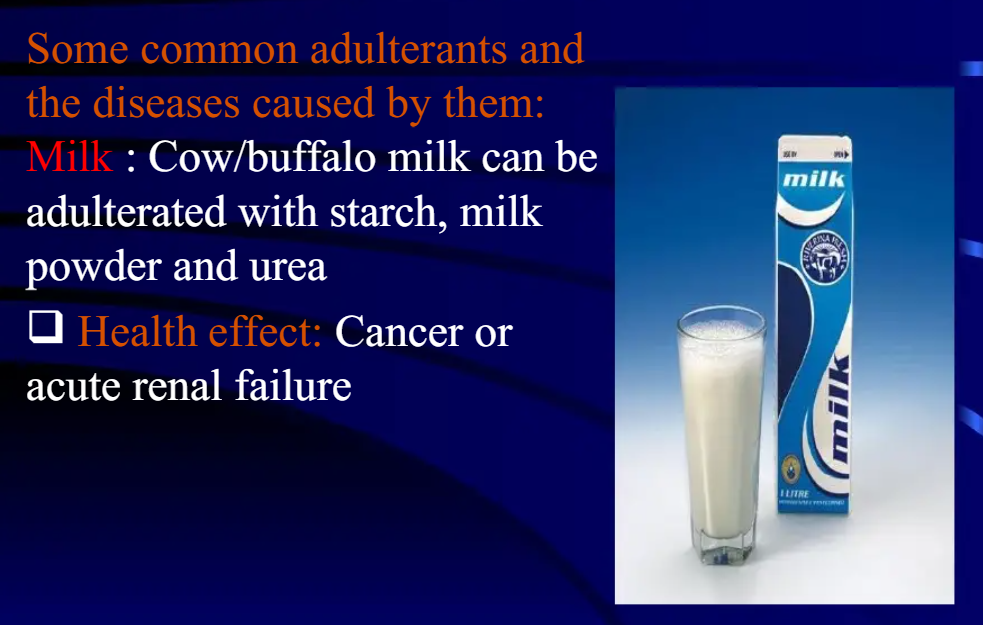 Some common adulterants and
the diseases caused by them:
Milk : Cow/buffalo milk can be
adulterated with starch, milk
powder and urea
❑ Health effect: Cancer or
acute renal failure
milk
milk
1 LITRE